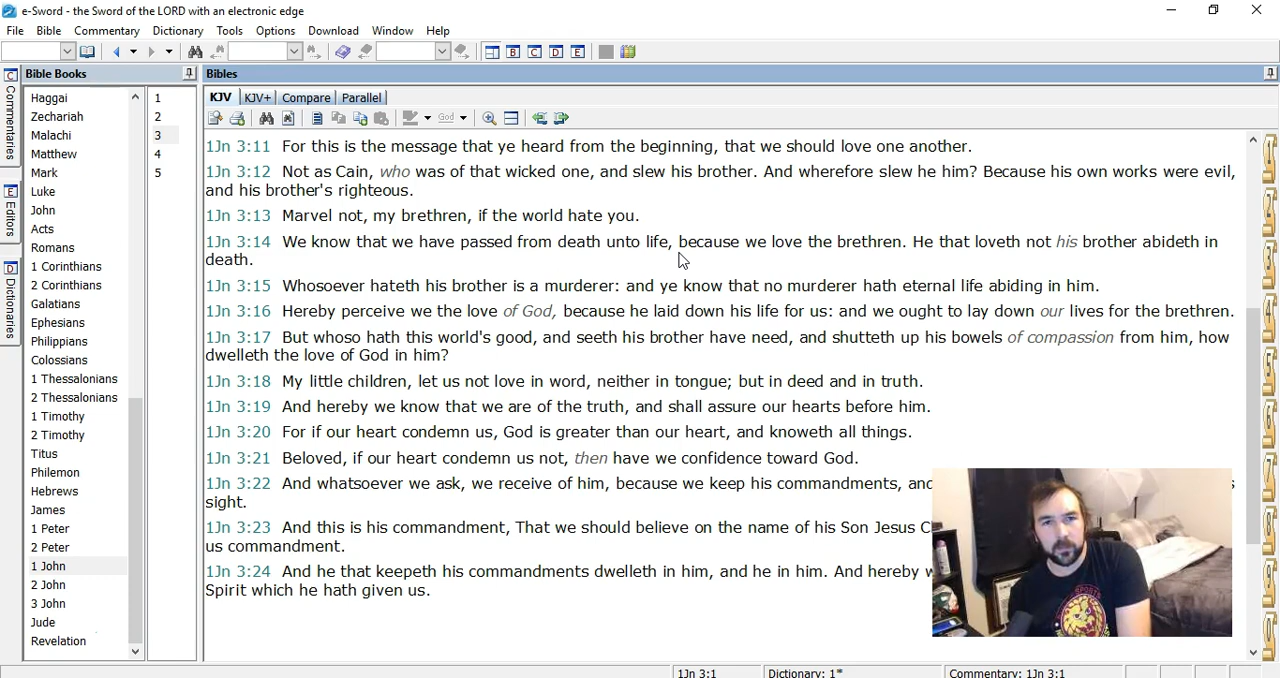 e-Sword - the Sword of the LORD with an electronic edge
File Bible Commentary Dictionary Tools Options Download Window Help
B C D E
C Commentaries
E Editors
D Dictionaries
Bible Books
Haggai
Zechariah
Malachi
Matthew
Mark
Luke
John
Acts
Romans
1 Corinthians
2 Corinthians
Galatians
Ephesians
Philippians
Colossians
1 Thessalonians
2 Thessalonians
1 Timothy
2 Timothy
Titus
Philemon
Hebrews
James
1 Peter
2 Peter
1 John
2 John
3 John
Jude
Revelation
1
2
3
4
5
Bibles
KJV KJV+ Compare Parallel
God
1Jn 3:11 For this is the message that ye heard from the beginning, that we should love one another.
1Jn 3:12 Not as Cain, who was of that wicked one, and slew his brother. And wherefore slew he him? Because his own works were evil,
and his brother's righteous.
1Jn 3:13 Marvel not, my brethren, if the world hate you.
1Jn 3:14 We know that we have passed from death unto life, because we love the brethren. He that loveth not his brother abideth in
death.
1Jn 3:15 Whosoever hateth his brother is a murderer: and ye know that no murderer hath eternal life abiding in him.
1Jn 3:16 Hereby perceive we the love of God, because he laid down his life for us: and we ought to lay down our lives for the brethren.
1Jn 3:17 But whoso hath this world's good, and seeth his brother have need, and shutteth up his bowels of compassion from him, how
dwelleth the love of God in him?
1Jn 3:18 My little children, let us not love in word, neither in tongue; but in deed and in truth.
1Jn 3:19 And hereby we know that we are of the truth, and shall assure our hearts before him.
1Jn 3:20 For if our heart condemn us, God is greater than our heart, and knoweth all things.
1Jn 3:21 Beloved, if our heart condemn us not, then have we confidence toward God.
1Jn 3:22 And whatsoever we ask, we receive of him, because we keep his commandments, and
sight.
1Jn 3:23 And this is his commandment, That we should believe on the name of his Son Jesus C
us commandment.
1Jn 3:24 And he that keepeth his commandments dwelleth in him, and he in him. And hereby w
Spirit which he hath given us.
1Jn 3:1 Dictionary: 1* Commentary: 1Jn 3:1